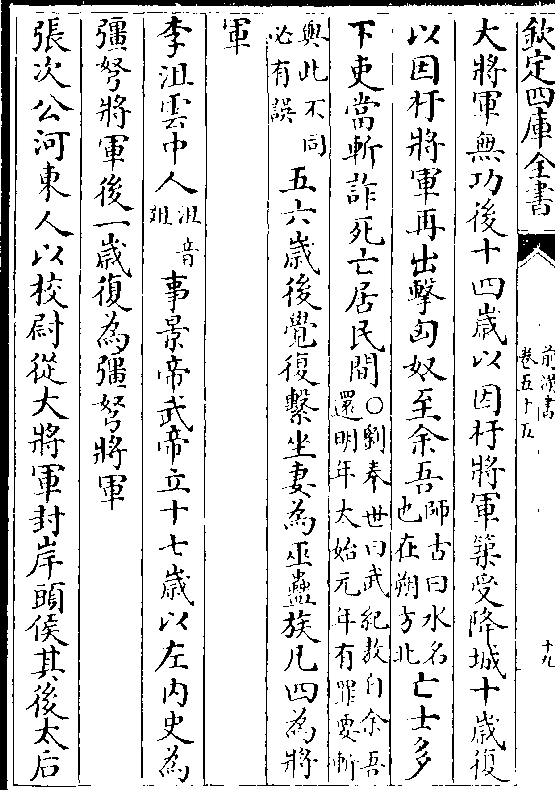 欽定四庫全書
前漢書
卷五十五
十九
大將軍無功後十四歲以因杅將軍築受降城十歲復
以因杅將軍再出擊匈奴至余吾師古曰水名也在朔方北亡士多
下吏當斬詐死亡居民間○劉奉世曰武紀敖自余吾還明年大始元年有罪要斬
與此不同必有誤五六歲後覺復繫坐妻為巫蠱族凡四為將
軍
李沮雲中人沮音俎事景帝武帝立十七歲以左內史為
彊弩將軍後一歲復為彊弩將軍
張次公河東人以校尉從大將軍封岸頭侯其後太后